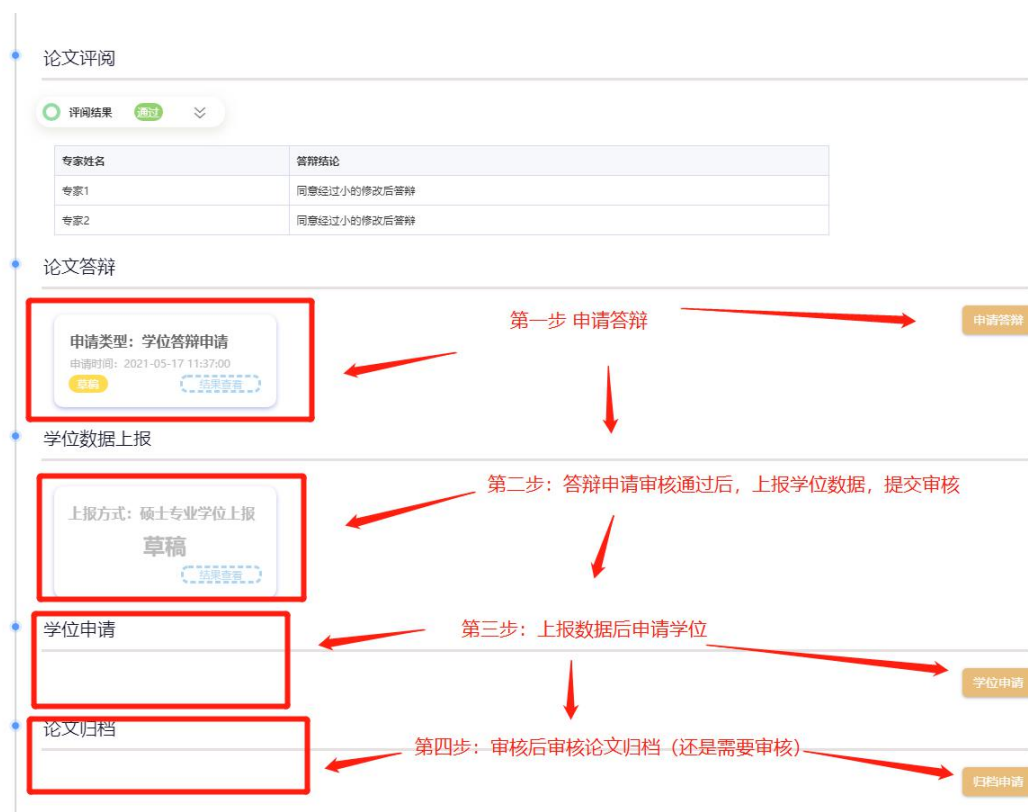 论文评阅
评阅结果 通过
专家姓名 答辩结论
专家1 同意经过小的修改后答辩
专家2 同意经过小的修改后答辩
论文答辩
第一步 申请答辩
申请答辩
申请类型：学位答辩申请
申请时间：2021-05-17 11:37:00
草稿 结果查看
学位数据上报
第二步：答辩申请审核通过后，上报学位数据，提交审核
上报方式：硕士专业学位上报
草稿
结果查看
学位申请
第三步：上报数据后申请学位
学位申请
论文归档
第四步：审核后审核论文归档（还是需要审核）
归档申请